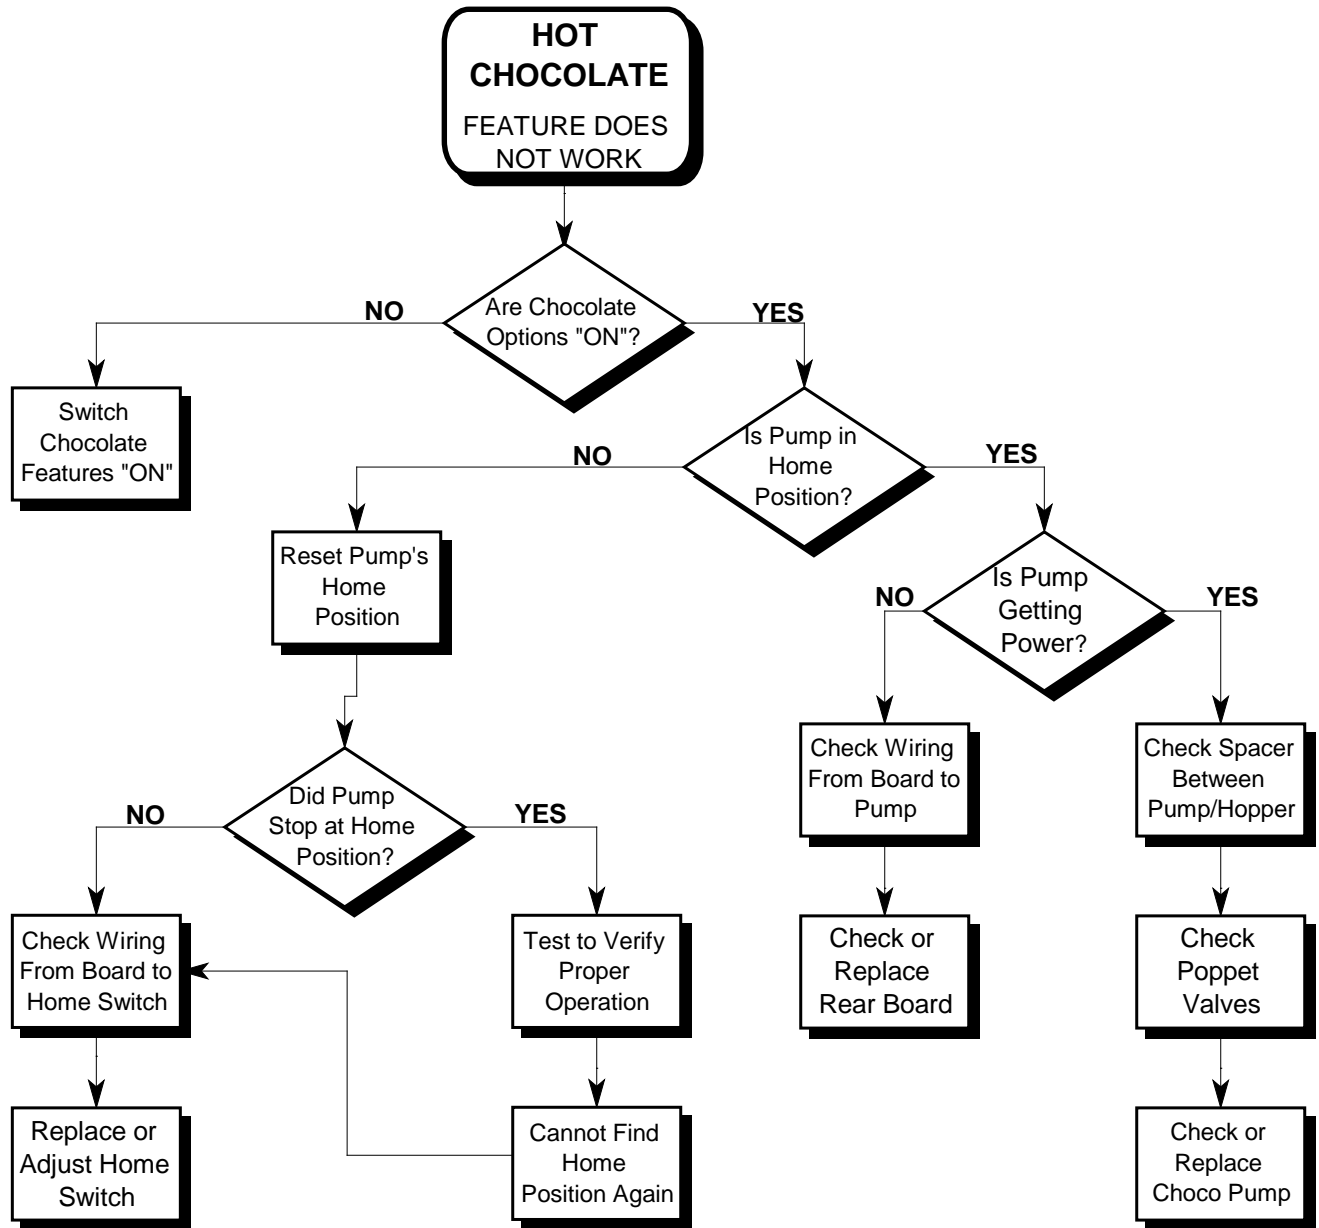 HOT
CHOCOLATE
FEATURE DOES
NOT WORK
NO
Are Chocolate
Options "ON"?
YES
Switch
Chocolate
Features "ON"
NO
Is Pump in
Home
Position?
YES
Reset Pump's
Home
Position
NO
Is Pump
Getting
Power?
YES
Check Wiring
From Board to
Pump
Check Spacer
Between
Pump/Hopper
NO
Did Pump
Stop at Home
Position?
YES
Check Wiring
From Board to
Home Switch
Test to Verify
Proper
Operation
Check or
Replace
Rear Board
Check
Poppet
Valves
Replace or
Adjust Home
Switch
Cannot Find
Home
Position Again
Check or
Replace
Choco Pump